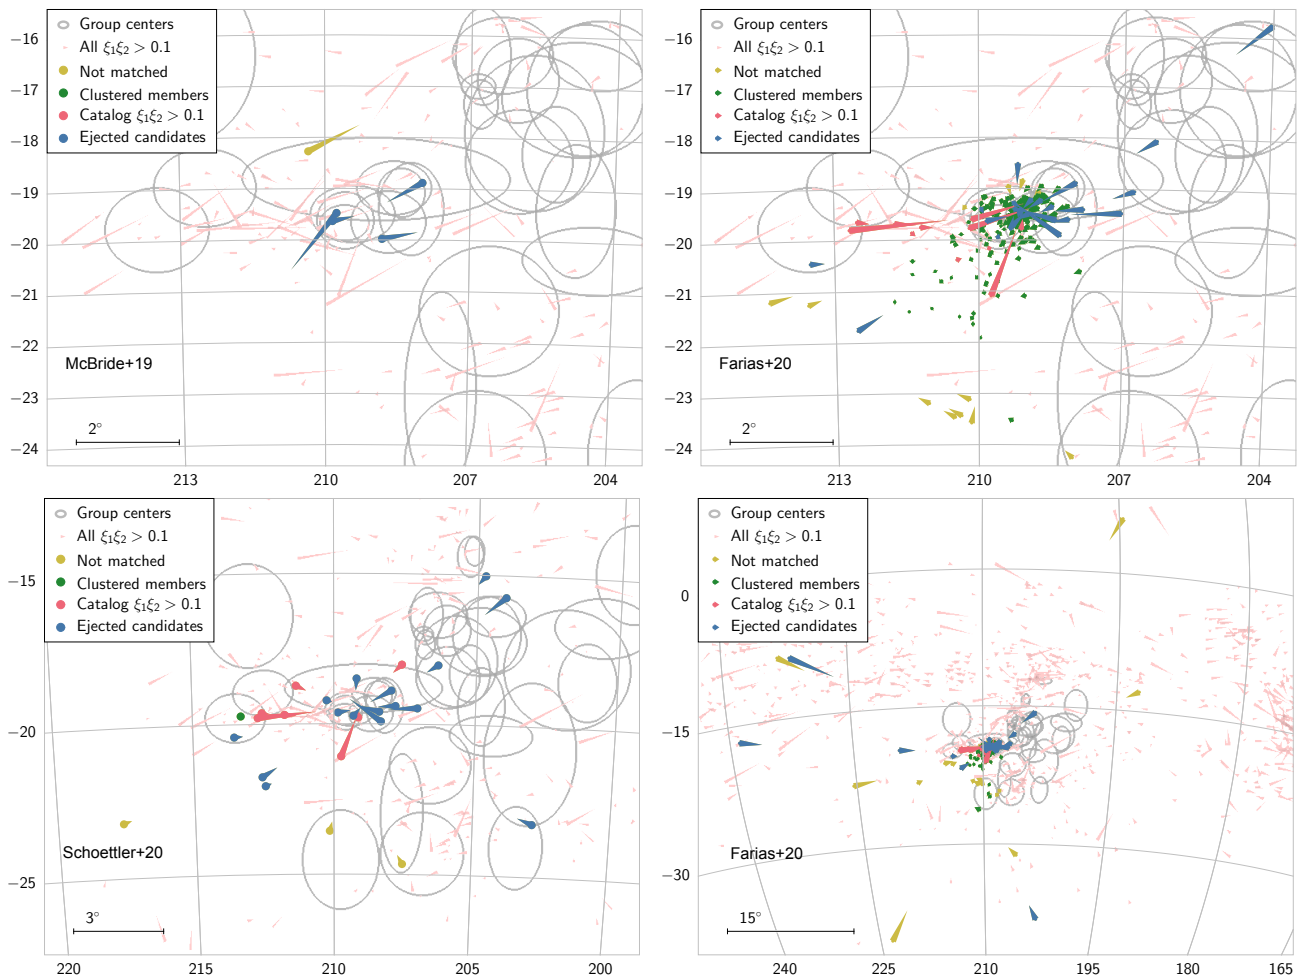 Group centers
All ξ₁ξ₂ > 0.1
Not matched
Clustered members
Catalog ξ₁ξ₂ > 0.1
Ejected candidates
−16
−17
−18
−19
−20
−21
−22
−23
−24
McBride+19
2°
213
210
207
204
Group centers
All ξ₁ξ₂ > 0.1
Not matched
Clustered members
Catalog ξ₁ξ₂ > 0.1
Ejected candidates
−16
−17
−18
−19
−20
−21
−22
−23
−24
Farias+20
2°
213
210
207
204
Group centers
All ξ₁ξ₂ > 0.1
Not matched
Clustered members
Catalog ξ₁ξ₂ > 0.1
Ejected candidates
−15
−20
−25
Schoettler+20
3°
220
215
210
205
200
Group centers
All ξ₁ξ₂ > 0.1
Not matched
Clustered members
Catalog ξ₁ξ₂ > 0.1
Ejected candidates
0
−15
−30
Farias+20
15°
240
225
210
195
180
165